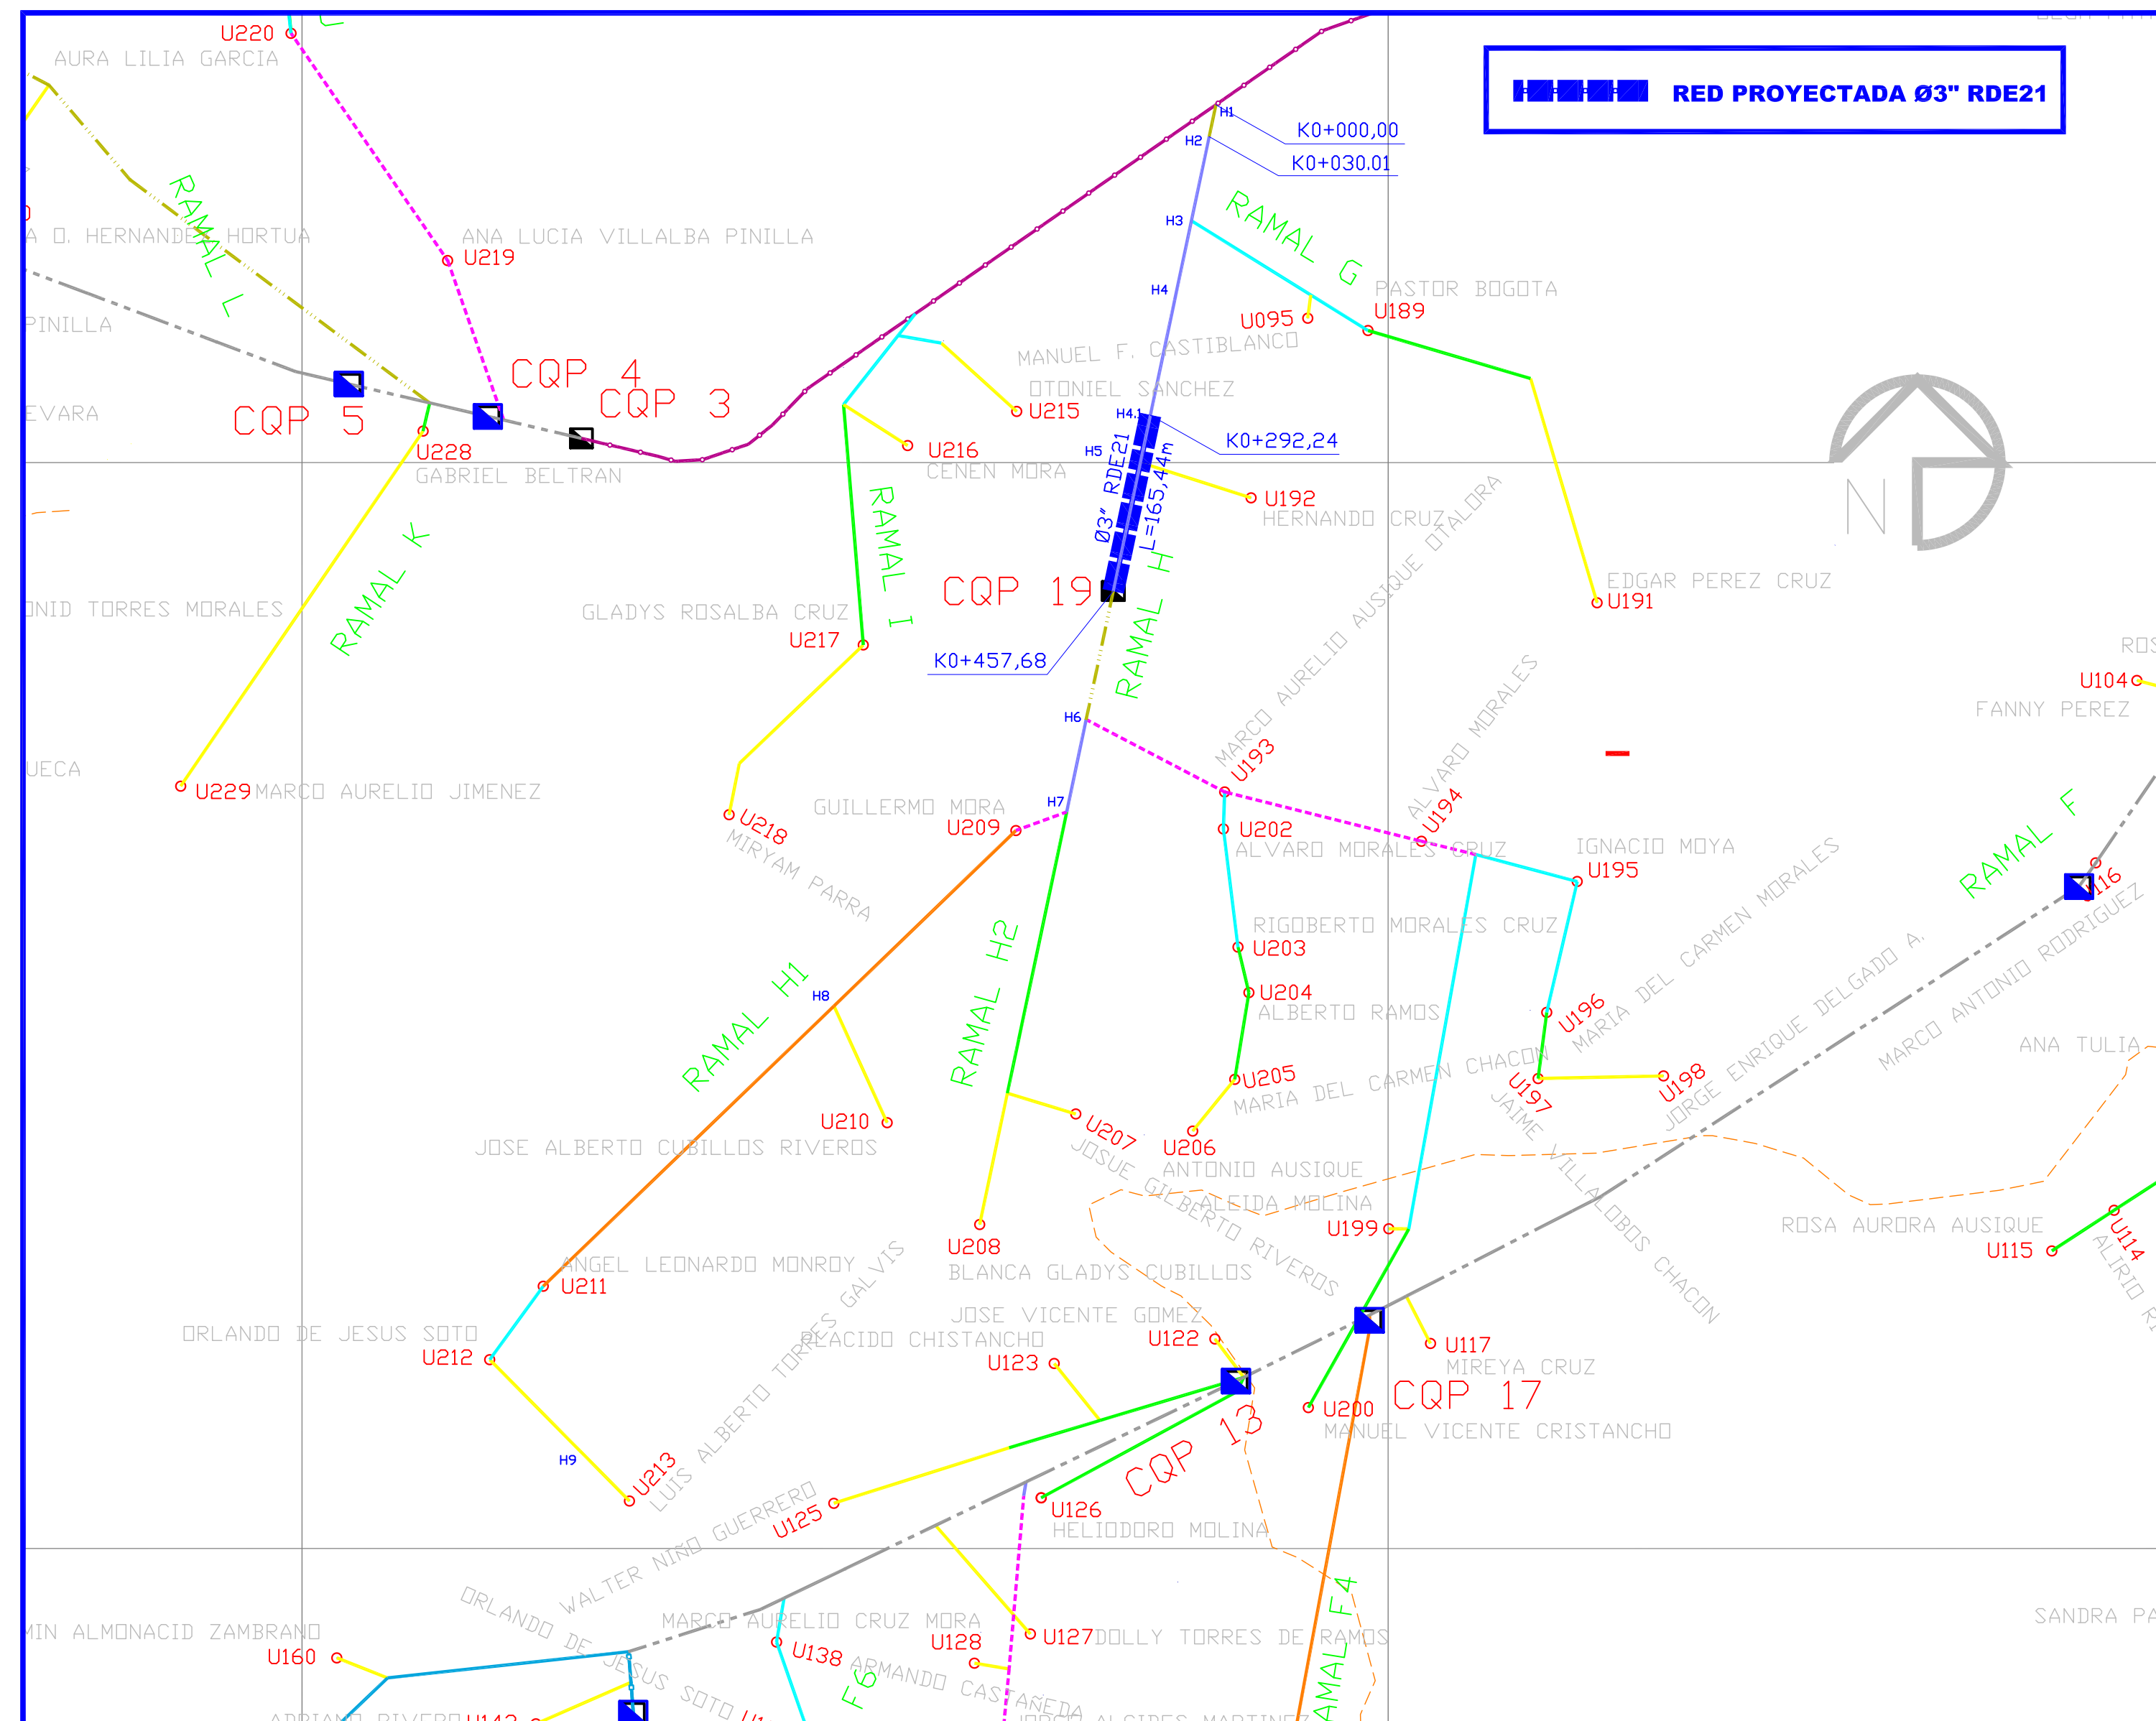 U220
AURA LILIA GARCIA
RED PROYECTADA Ø3" RDE21
H1
K0+000,00
H2
K0+030.01
RAMAL L
A O. HERNANDEZ HORTUA
ANA LUCIA VILLALBA PINILLA
U219
H3
RAMAL G
H4
PASTOR BOGOTA
U095
U189
PINILLA
MANUEL F. CASTIBLANCO
CQP 4
CQP 3
OTONIEL SANCHEZ
U215
H4.1
EVARA
CQP 5
U228
U216
H5
K0+292,24
GABRIEL BELTRAN
CENEN MORA
Ø3" RDE21
L=165,44m
U192
HERNANDO CRUZ
N
RAMAL K
RAMAL I
MARCO AURELIO AUSIQUE OTALORA
ONID TORRES MORALES
GLADYS ROSALBA CRUZ
CQP 19
RAMAL H
EDGAR PEREZ CRUZ
U191
U217
K0+457,68
ROS
U104
FANNY PEREZ
H6
U193
ALVARO MORALES
UECA
U229
MARCO AURELIO JIMENEZ
GUILLERMO MORA
H7
U218
U209
U202
U194
MIRYAM PARRA
ALVARO MORALES CRUZ
IGNACIO MOYA
U195
RAMAL F
U16
RIGOBERTO MORALES CRUZ
U203
MARIA DEL CARMEN MORALES
RAMAL H1
H8
RAMAL H2
U204
ALBERTO RAMOS
U196
JORGE ENRIQUE DELGADO A.
MARCO ANTONIO RODRIGUEZ
ANA TULIA
U205
MARIA DEL CARMEN CHACON
U197
U198
U210
U207
JOSE ALBERTO CUBILLOS RIVEROS
U206
JAIME VILLALOBOS CHACON
JOSUE GILBERTO RIVEROS
ANTONIO AUSIQUE
ALEIDA MOLINA
U208
U199
ROSA AURORA AUSIQUE
U115
U114
ALIRIO R
ANGEL LEONARDO MONROY
U211
BLANCA GLADYS CUBILLOS
LUIS ALBERTO TORRES GALVIS
JOSE VICENTE GOMEZ
ORLANDO DE JESUS SOTO
PLACIDO CHISTANCHO
U122
U212
U123
U117
MIREYA CRUZ
CQP 17
U200
CQP 13
MANUEL VICENTE CRISTANCHO
H9
U213
U125
U126
HELIODORO MOLINA
WALTER NIÑO GUERRERO
ORLANDO DE JESUS SOTO
MARCO AURELIO CRUZ MORA
RAMAL F4
SANDRA PA
MIN ALMONACID ZAMBRANO
U160
U138
U128
U127
DOLLY TORRES DE RAMOS
F6
ARMANDO CASTAÑEDA
ADRIANO RIVERO
U142
JORGE ALCIDES MARTINEZ